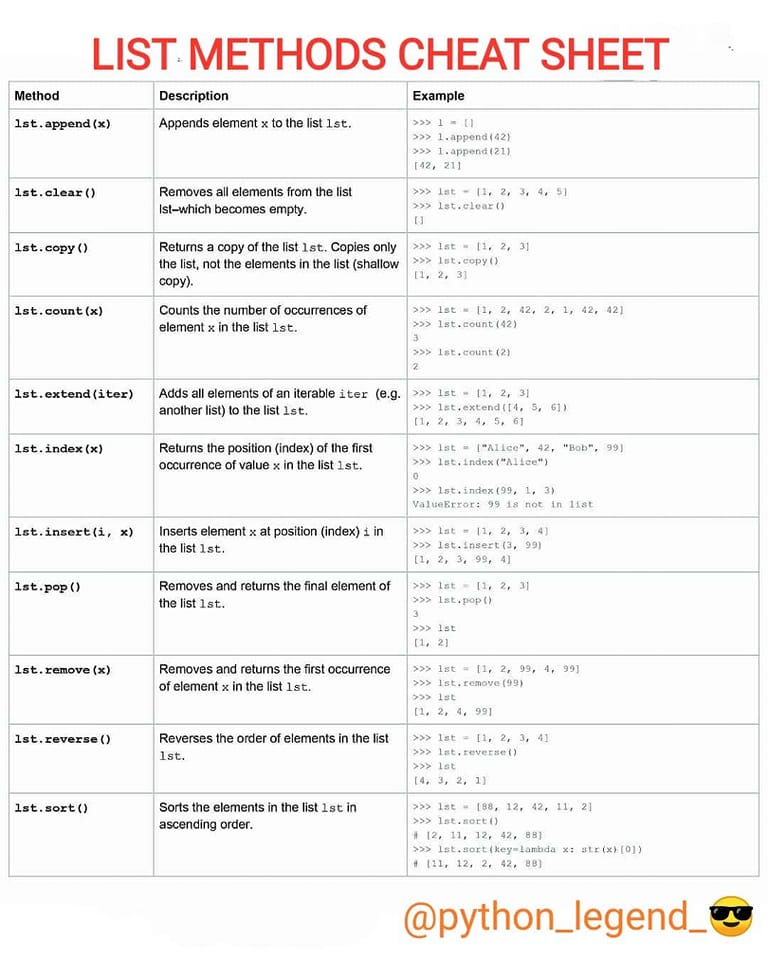 LIST METHODS CHEAT SHEET
Method Description Example
lst.append(x) Appends element x to the list lst. >>> l = []
>>> l.append(42)
>>> l.append(21)
[42, 21]
lst.clear() Removes all elements from the list
lst–which becomes empty.
>>> lst = [1, 2, 3, 4, 5]
>>> lst.clear()
[]
lst.copy() Returns a copy of the list lst. Copies only
the list, not the elements in the list (shallow
copy).
>>> lst = [1, 2, 3]
>>> lst.copy()
[1, 2, 3]
lst.count(x) Counts the number of occurrences of
element x in the list lst.
>>> lst = [1, 2, 42, 2, 1, 42, 42]
>>> lst.count(42)
3
>>> lst.count(2)
2
lst.extend(iter) Adds all elements of an iterable iter (e.g.
another list) to the list lst.
>>> lst = [1, 2, 3]
>>> lst.extend([4, 5, 6])
[1, 2, 3, 4, 5, 6]
lst.index(x) Returns the position (index) of the first
occurrence of value x in the list lst.
>>> lst = ["Alice", 42, "Bob", 99]
>>> lst.index("Alice")
0
>>> lst.index(99, 1, 3)
ValueError: 99 is not in list
lst.insert(i, x) Inserts element x at position (index) i in
the list lst.
>>> lst = [1, 2, 3, 4]
>>> lst.insert(3, 99)
[1, 2, 3, 99, 4]
lst.pop() Removes and returns the final element of
the list lst.
>>> lst = [1, 2, 3]
>>> lst.pop()
3
>>> lst
[1, 2]
lst.remove(x) Removes and returns the first occurrence
of element x in the list lst.
>>> lst = [1, 2, 99, 4, 99]
>>> lst.remove(99)
>>> lst
[1, 2, 4, 99]
lst.reverse() Reverses the order of elements in the list
lst.
>>> lst = [1, 2, 3, 4]
>>> lst.reverse()
>>> lst
[4, 3, 2, 1]
lst.sort() Sorts the elements in the list lst in
ascending order.
>>> lst = [88, 12, 42, 11, 2]
>>> lst.sort()
# [2, 11, 12, 42, 88]
>>> lst.sort(key=lambda x: str(x)[0])
# [11, 12, 2, 42, 88]
@python_legend_😎